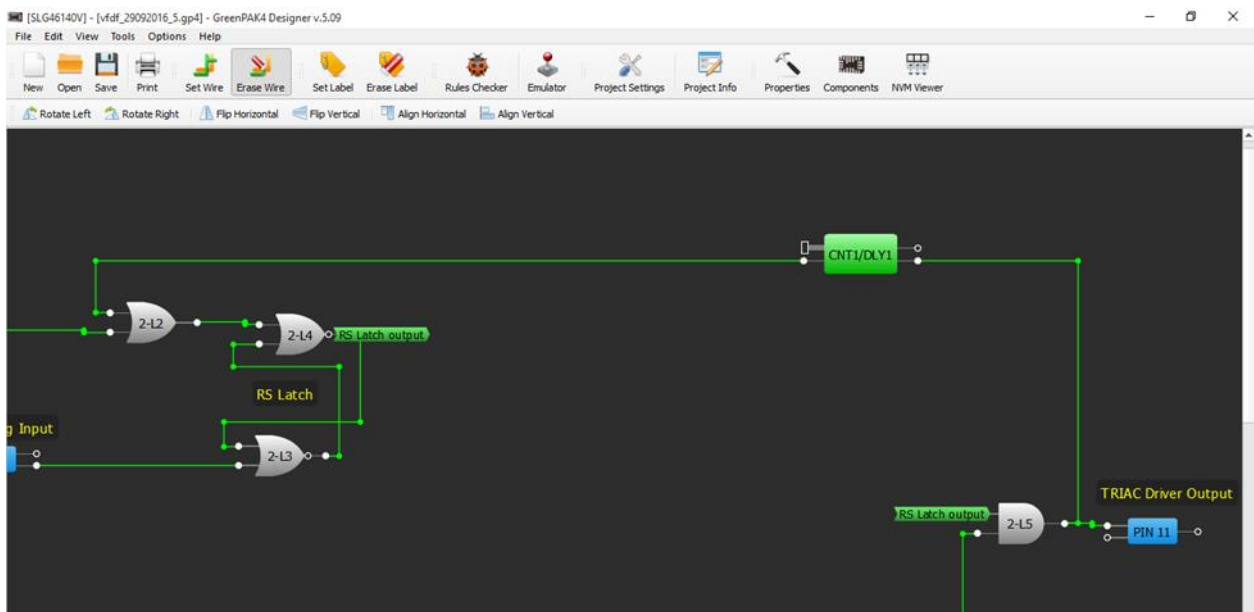 [SLG46140V] - [vfdf_29092016_5.gp4] - GreenPAK4 Designer v.5.09
File Edit View Tools Options Help
New Open Save Print Set Wire Erase Wire Set Label Erase Label Rules Checker Emulator Project Settings Project Info Properties Components NVM Viewer
Rotate Left Rotate Right Flip Horizontal Flip Vertical Align Horizontal Align Vertical
CNT1/DLY1
2-L2
2-L4
RS Latch output
RS Latch
g Input
2-L3
TRIAC Driver Output
RS Latch output
2-L5
PIN 11